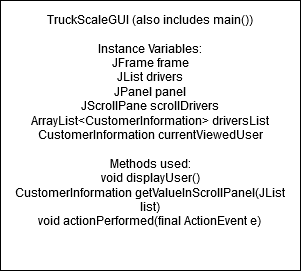 TruckScaleGUI (also includes main())
Instance Variables:
JFrame frame
JList drivers
JPanel panel
JScrollPane scrollDrivers
ArrayList<CustomerInformation> driversList
CustomerInformation currentViewedUser
Methods used:
void displayUser()
CustomerInformation getValueInScrollPanel(JList
list)
void actionPerformed(final ActionEvent e)